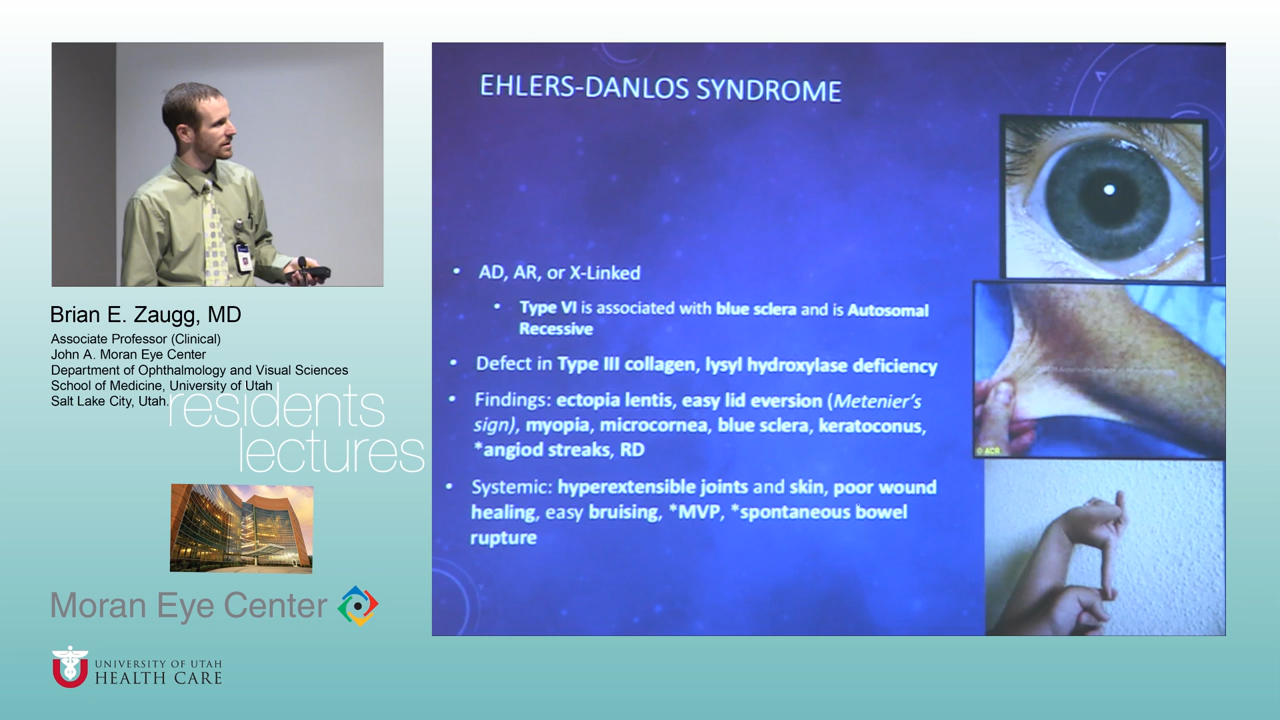 Brian E. Zaugg, MD
Associate Professor (Clinical)
John A. Moran Eye Center
Department of Ophthalmology and Visual Sciences
School of Medicine, University of Utah
Salt Lake City, Utah.
residents
lectures
Moran Eye Center
UNIVERSITY OF UTAH
HEALTH CARE
EHLERS-DANLOS SYNDROME
• AD, AR, or X-Linked
• Type VI is associated with blue sclera and is Autosomal
Recessive
• Defect in Type III collagen, lysyl hydroxylase deficiency
• Findings: ectopia lentis, easy lid eversion (Metenier's
sign), myopia, microcornea, blue sclera, keratoconus,
*angiod streaks, RD
• Systemic: hyperextensible joints and skin, poor wound
healing, easy bruising, *MVP, *spontaneous bowel
rupture
© ACR